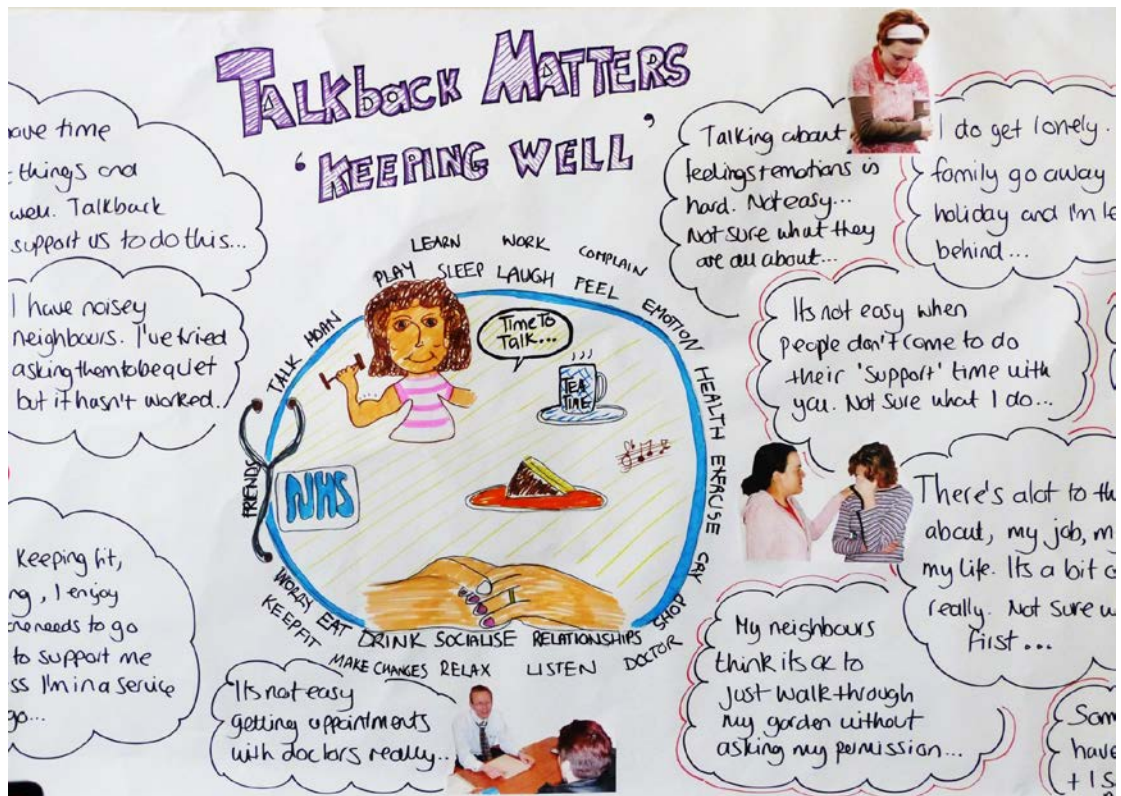 TALKback MATTERS
'KEEPING WELL'
ave time
things and
well. Talkback
support us to do this...
I have noisey
neighbours. I've tried
asking them to be quiet
but it hasn't worked..
Keeping fit,
ng, I enjoy
one needs to go
to support me
ss I'm in a service
go...
LEARN WORK COMPLAIN
PLAY SLEEP LAUGH FEEL EMOTION
HEALTH EXERCUSE CRY SHOP
DOCTOR
TALK MOAN
FRIENDS
Time To
Talk...
TEA
TIME
NHS
WORRY EAT DRINK SOCIALISE RELATIONSHIPS
KEEPFIT
MAKE CHANGES RELAX LISTEN
Its not easy
getting appointments
with doctors really...
Talking about
feelings + emotions is
hard. Not easy...
Not sure what they
are all about...
I do get lonely.
family go away
holiday and I'm le
behind...
Its not easy when
people don't come to do
their 'support' time with
you. Not sure what I do...
There's alot to th
about, my job, m
my life. Its a bit
really. Not sure w
first...
My neighbours
think its ok to
just walk through
my garden without
asking my permission...
Som
have
+ I S